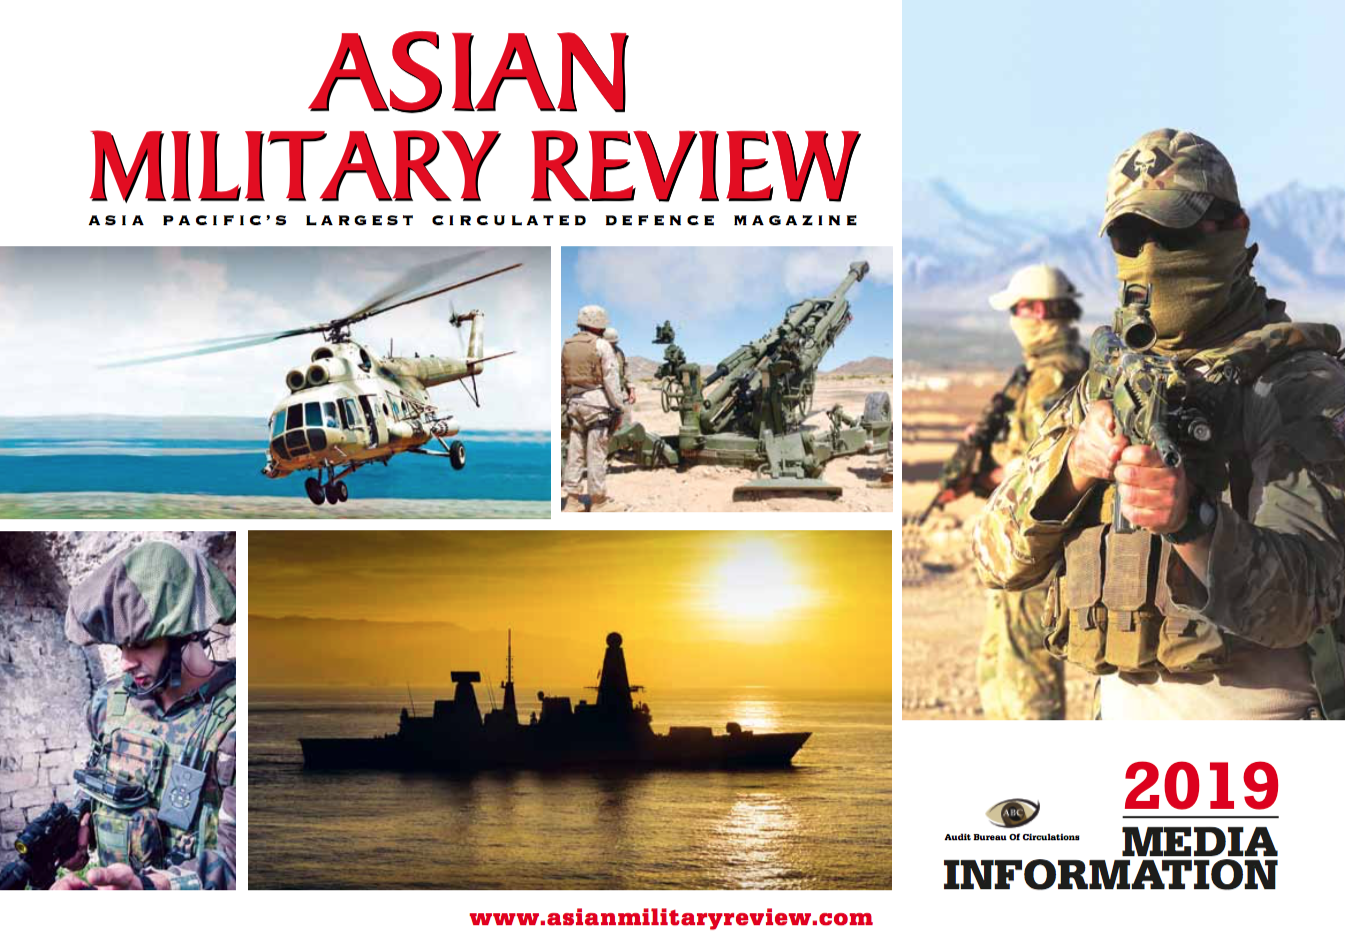 ASIAN
MILITARY REVIEW
ASIA PACIFIC'S LARGEST CIRCULATED DEFENCE MAGAZINE
2019
ABC
Audit Bureau Of Circulations
MEDIA
INFORMATION
www.asianmilitaryreview.com